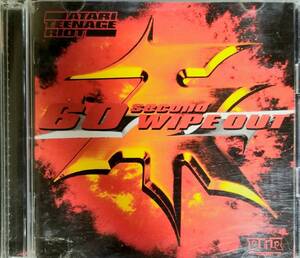 ATARI
TEENAGE
RIOT
60 second
WIPE OUT